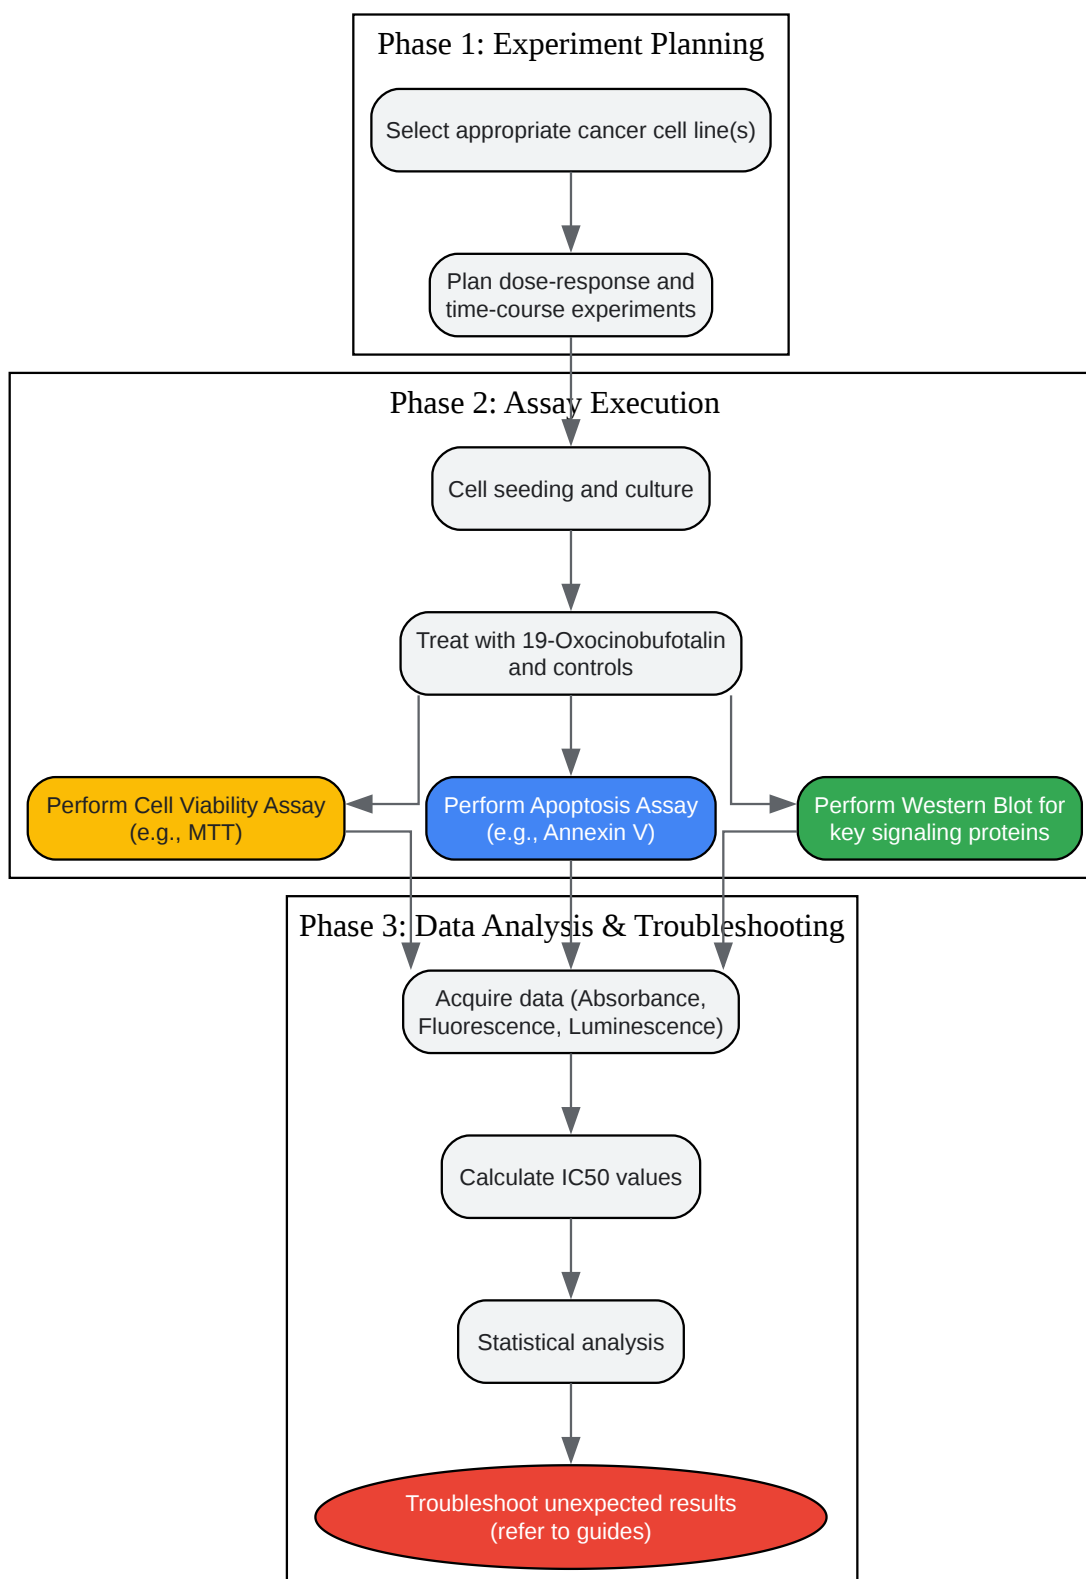 Phase 1: Experiment Planning
Select appropriate cancer cell line(s)
Plan dose-response and
time-course experiments
Phase 2: Assay Execution
Cell seeding and culture
Treat with 19-Oxocinobufotalin
and controls
Perform Cell Viability Assay
(e.g., MTT)
Perform Apoptosis Assay
(e.g., Annexin V)
Perform Western Blot for
key signaling proteins
Phase 3: Data Analysis & Troubleshooting
Acquire data (Absorbance,
Fluorescence, Luminescence)
Calculate IC50 values
Statistical analysis
Troubleshoot unexpected results
(refer to guides)